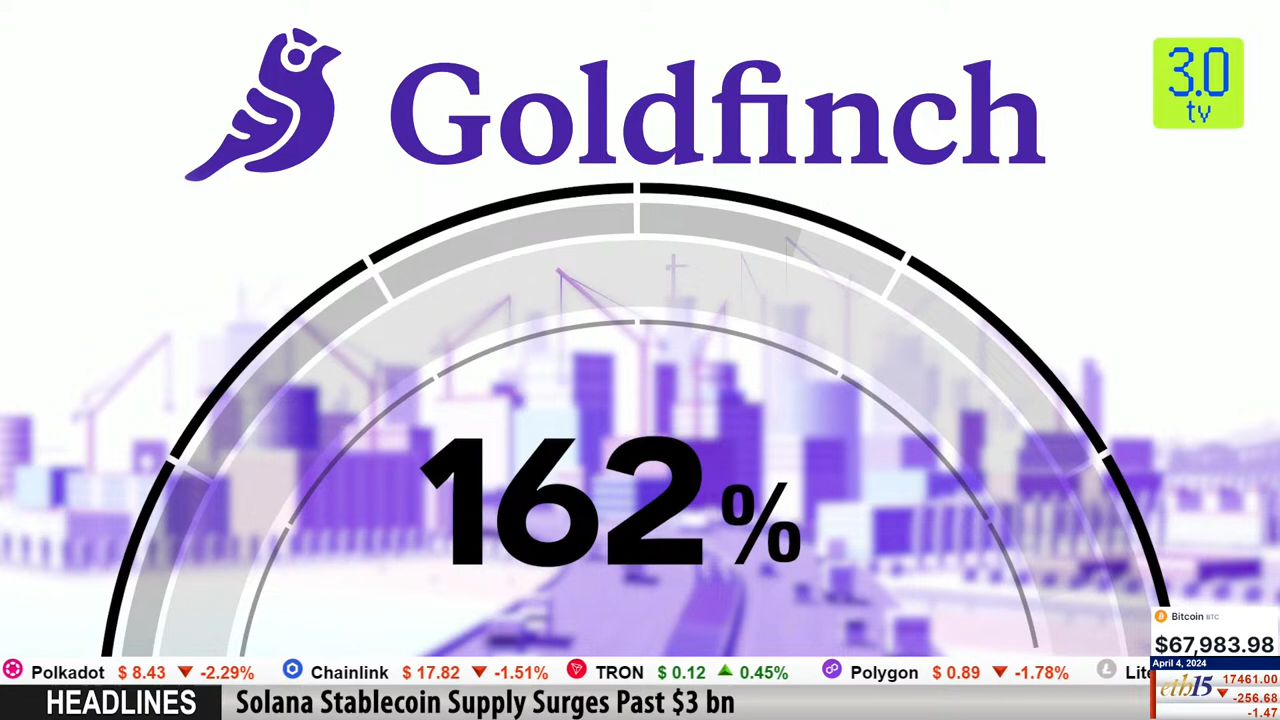 Goldfinch
3.0
tv
162%
Bitcoin BTC
$67,983.98
Polkadot $ 8.43 -2.29% Chainlink $ 17.82 -1.51% TRON $ 0.12 0.45% Polygon $ 0.89 -1.78%
April 4, 2024
eth15 17461.00
-256.68
-1.47
HEADLINES Solana Stablecoin Supply Surges Past $3 bn